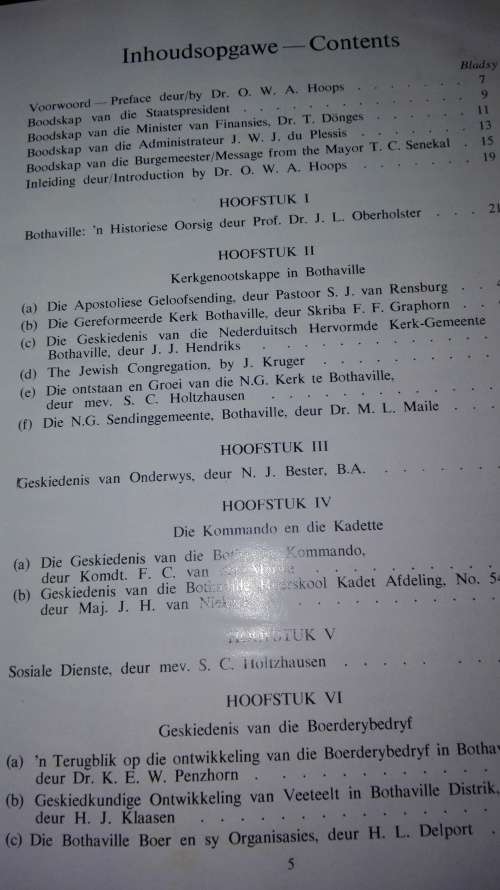 Inhoudsopgawe — Contents
Bladsy
Voorwoord — Preface deur/by Dr. O. W. A. Hoops . . . . . . . 7
Boodskap van die Staatspresident . . . . . . . . . . . 9
Boodskap van die Minister van Finansies, Dr. T. Dönges . . . . . 11
Boodskap van die Administrateur J. W. J. du Plessis . . . . . . 13
Boodskap van die Burgemeester/Message from the Mayor T. C. Senekal . 15
Inleiding deur/Introduction by Dr. O. W. A. Hoops . . . . . . 19
HOOFSTUK I
Bothaville: 'n Historiese Oorsig deur Prof. Dr. J. L. Oberholster . . . 21
HOOFSTUK II
Kerkgenootskappe in Bothaville
(a) Die Apostoliese Geloofsending, deur Pastoor S. J. van Rensburg . .
(b) Die Gereformeerde Kerk Bothaville, deur Skriba F. F. Graphorn . .
(c) Die Geskiedenis van die Nederduitsch Hervormde Kerk-Gemeente
Bothaville, deur J. J. Hendriks . . . . . . . . . .
(d) The Jewish Congregation, by J. Kruger . . . . . . . .
(e) Die ontstaan en Groei van die N.G. Kerk te Bothaville,
deur mev. S. C. Holtzhausen . . . . . . . . . .
(f) Die N.G. Sendinggemeente, Bothaville, deur Dr. M. L. Maile . . .
HOOFSTUK III
Geskiedenis van Onderwys, deur N. J. Bester, B.A. . . . . . .
HOOFSTUK IV
Die Kommando en die Kadette
(a) Die Geskiedenis van die Kommando,
deur Komdt. F. C. van . . . . . . . . .
(b) Geskiedenis van die Kadet Afdeling, No. 54
deur Maj. J. H. van . . . . . . . . .
HOOFSTUK V
Sosiale Dienste, deur mev. S. C. Holtzhausen . . . . . . .
HOOFSTUK VI
Geskiedenis van die Boerderybedryf
(a) 'n Terugblik op die ontwikkeling van die Boerderybedryf in
deur Dr. K. E. W. Penzhorn . . . . . . . . . .
(b) Geskiedkundige Ontwikkeling van Veeteelt in Bothaville Distrik,
deur H. J. Klaasen . . . . . . . . . . .
(c) Die Bothaville Boer en sy Organisasies, deur H. L. Delport . .
5